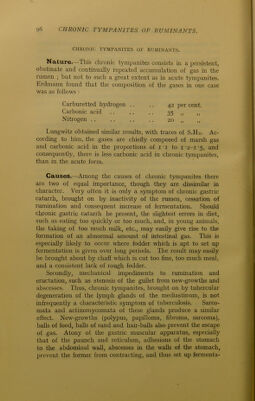 96 CHRONIC TYMPANITES OF RUMINANTS.
CHRONIC TYMPANITES OF RUMINANTS.
Nature.—This chronic tympanites consists in a persistent,
obstinate and continually repeated accumulation of gas in the
rumen ; but not to such a great extent as in acute tympanites.
Erdmann found that the composition of the gases in one case
was as follows :
Carburetted hydrogen .. .. 42 per cent.
Carbonic acid .. .. .. 35 „ „
Nitrogen .. .. .. .. 20 „ „
Lungwitz obtained similar results, with traces of S.H₂. Ac-
cording to him, the gases are chiefly composed of marsh gas
and carbonic acid in the proportions of
consequently, there is less carbonic acid in chronic tympanites,
than in the acute form.
Causes.—Among the causes of chronic tympanites there
are two of equal importance, though they are dissimilar in
character. Very often it is only a symptom of chronic gastric
catarrh, brought on by inactivity of the rumen, cessation of
rumination and consequent increase of fermentation. Should
chronic gastric catarrh be present, the slightest errors in diet,
such as eating too quickly or too much, and, in young animals,
the taking of too much milk, etc., may easily give rise to the
formation of an abnormal amount of intestinal gas. This is
especially likely to occur where fodder which is apt to set up
fermentation is given over long periods. The result may easily
be brought about by chaff which is cut too fine, too much meal,
and a consistent lack of rough fodder.
Secondly, mechanical impediments to rumination and
eructation, such as stenosis of the gullet from new-growths and
abscesses. Thus, chronic tympanites, brought on by tubercular
degeneration of the lymph glands of the mediastinum, is not
infrequently a characteristic symptom of tuberculosis. Sarco-
mata and actinomycomata of these glands produce a similar
effect. New-growths (polypus, papilloma, fibroma, sarcoma),
balls of food, balls of sand and hair-balls also prevent the escape
of gas. Atony of the gastric muscular apparatus, especially
that of the paunch and reticulum, adhesions of the stomach
to the abdominal wall, abscesses in the walls of the stomach,
prevent the former from contracting, and thus set up fermenta-